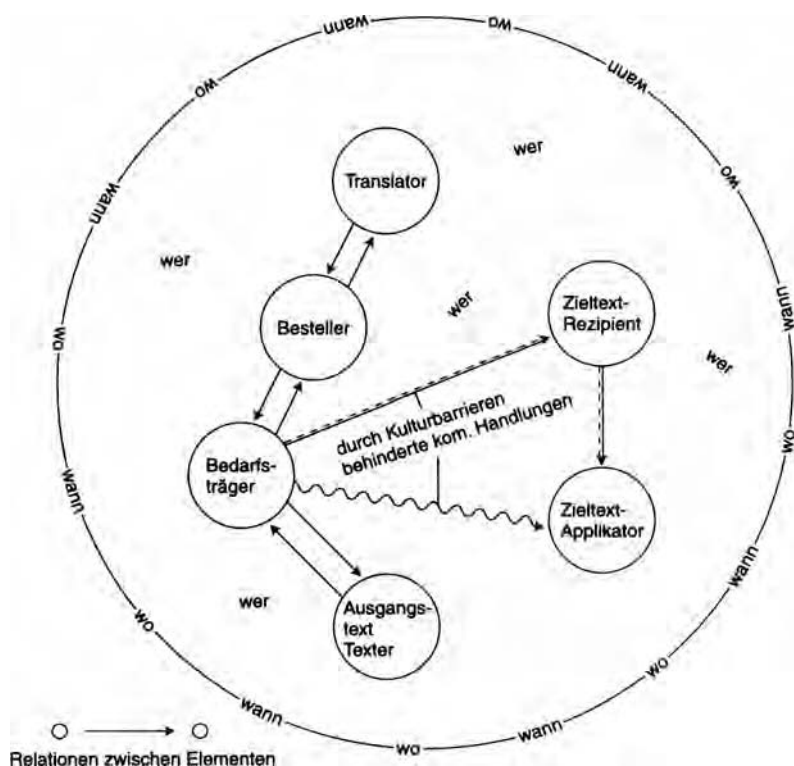 wann
wo
wo
wann
wann
wer
wo
Translator
wann
wer
wer
Zieltext-
Rezipient
wann
wo
Besteller
wer
durch Kulturbarrieren
behinderte kom. Handlungen
wo
Bedarfs-
träger
wann
Zieltext-
Applikator
wann
wer
Ausgangs-
text
Texter
wo
wo
wann
wann
wo
Relationen zwischen Elementen